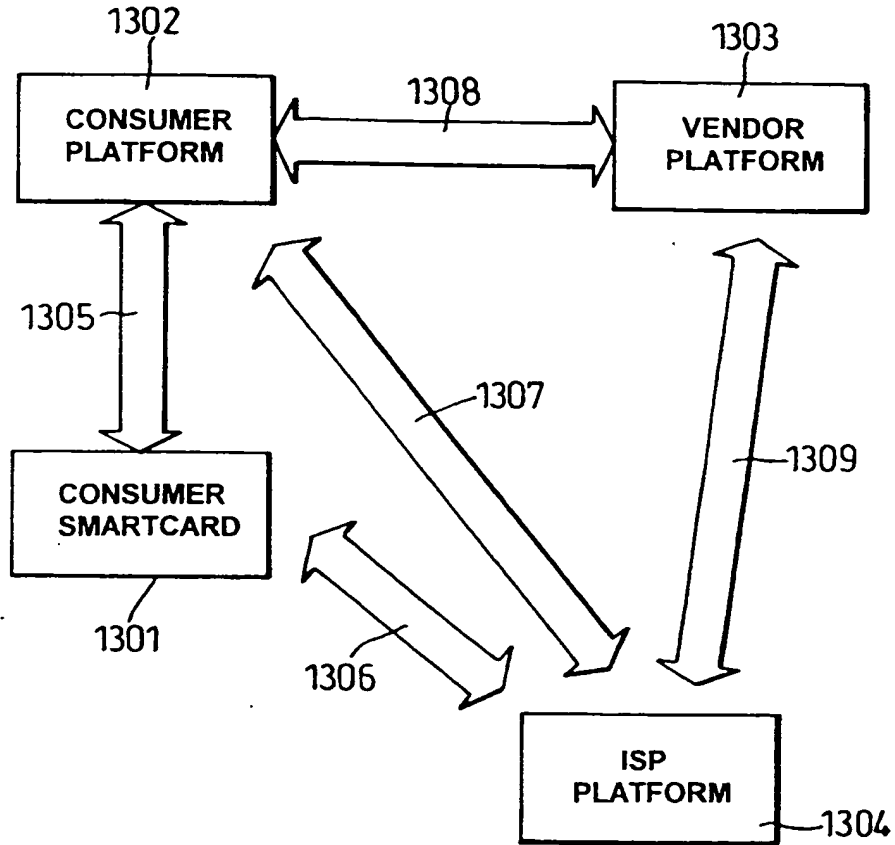 1302
1303
CONSUMER
PLATFORM
1308
VENDOR
PLATFORM
1305
1307
1309
CONSUMER
SMARTCARD
1301
1306
ISP
PLATFORM
1304